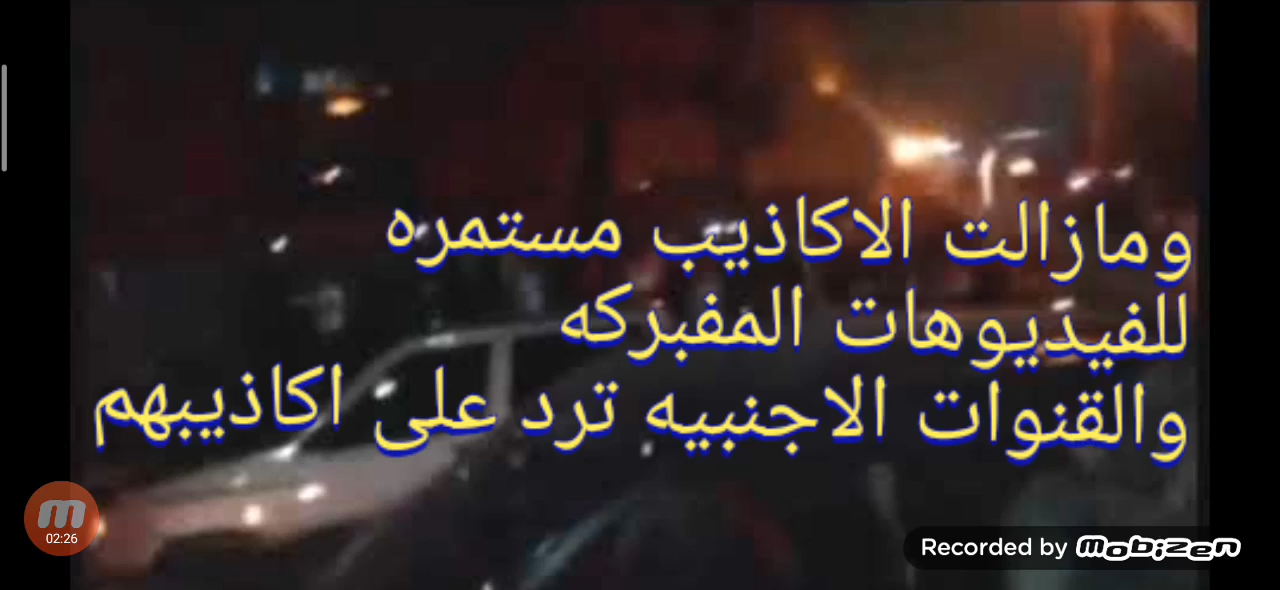 ومازالت الاكاذيب مستمره
للفيديوهات المفبركه
والقنوات الاجنبيه ترد على اكاذيبهم
02:26
Recorded by Mobizen